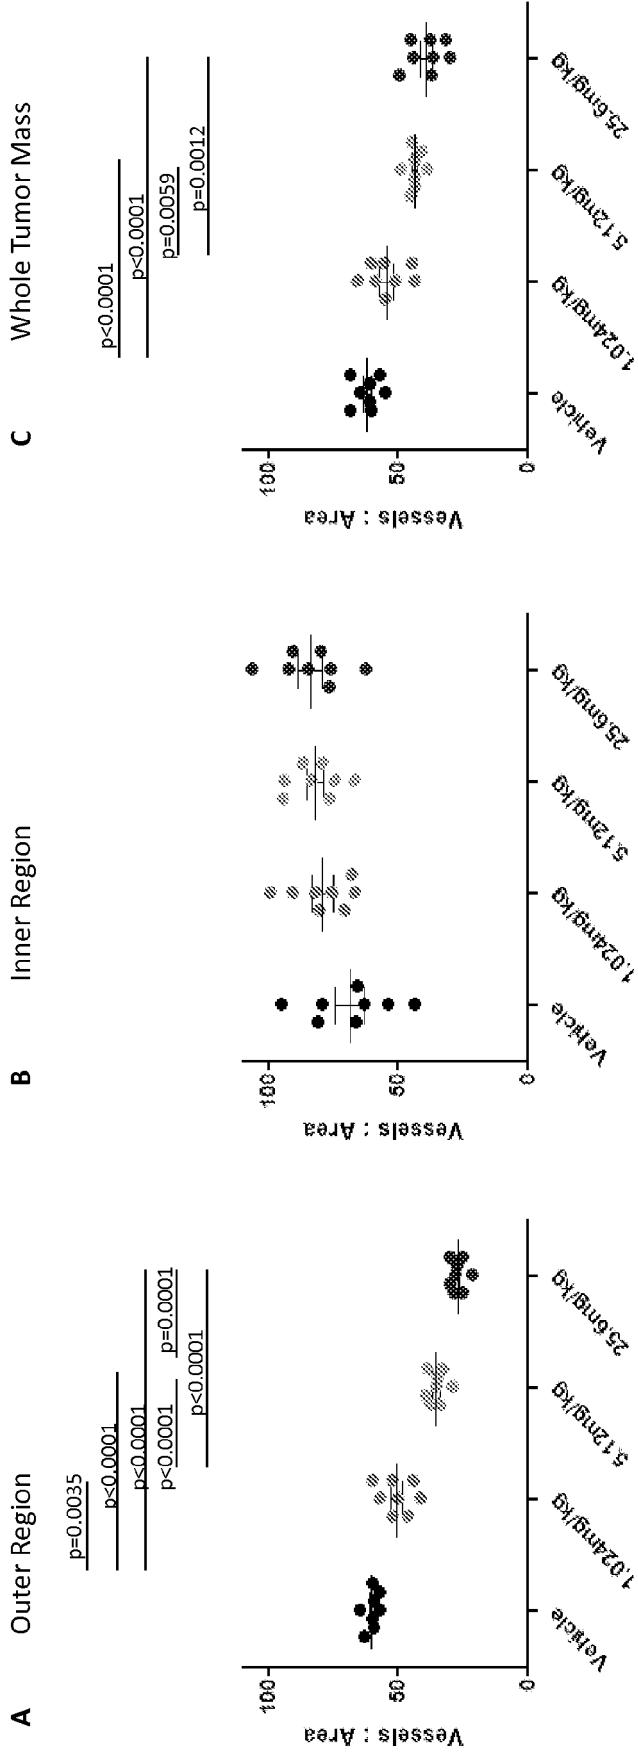 A
Outer Region
p=0.0035
p<0.0001
p<0.0001
p<0.0001
p=0.0001
p<0.0001
Vessels : Area
100
50
0
Vehicle
1.024mg/kg
5.12mg/kg
25.6mg/kg
B
Inner Region
Vessels : Area
100
50
0
Vehicle
1.024mg/kg
5.12mg/kg
25.6mg/kg
C
Whole Tumor Mass
p<0.0001
p<0.0001
p=0.0059
p=0.0012
Vessels : Area
100
50
0
Vehicle
1.024mg/kg
5.12mg/kg
25.6mg/kg